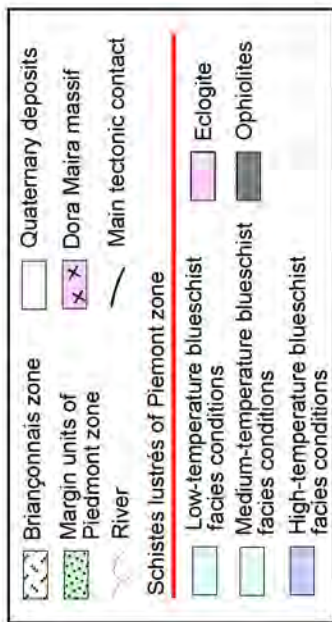 Briançonnais zone
Quaternary deposits
Margin units of
Piedmont zone
Dora Maira massif
River
Main tectonic contact
Schistes lustrés of Piemont zone
Low-temperature blueschist
facies conditions
Eclogite
Medium-temperature blueschist
facies conditions
Ophiolites
High-temperature blueschist
facies conditions